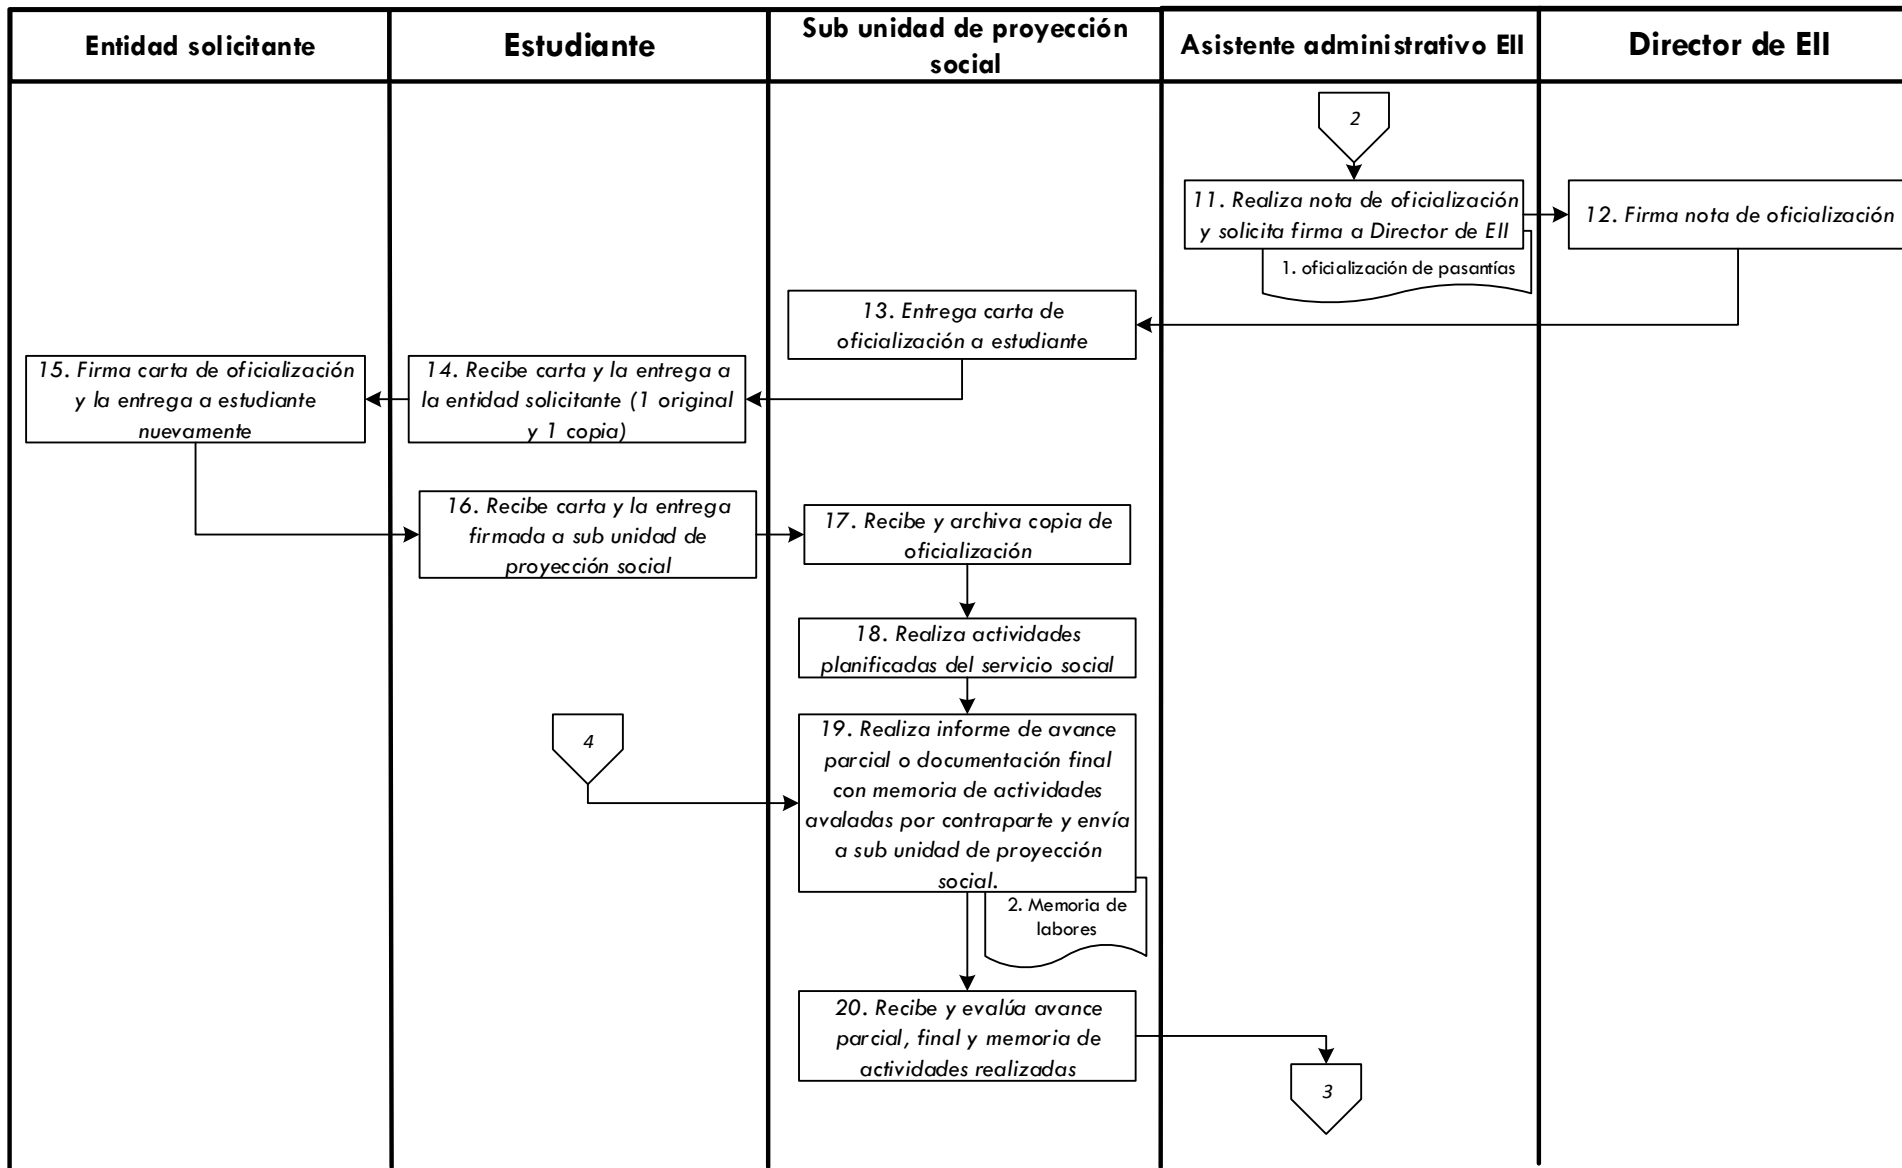 Entidad solicitante
Estudiante
Sub unidad de proyección
social
Asistente administrativo EII
Director de EII
2
11. Realiza nota de oficialización
y solicita firma a Director de EII
1. oficialización de pasantías
12. Firma nota de oficialización
13. Entrega carta de
oficialización a estudiante
14. Recibe carta y la entrega a
la entidad solicitante (1 original
y 1 copia)
15. Firma carta de oficialización
y la entrega a estudiante
nuevamente
16. Recibe carta y la entrega
firmada a sub unidad de
proyección social
17. Recibe y archiva copia de
oficialización
18. Realiza actividades
planificadas del servicio social
4
19. Realiza informe de avance
parcial o documentación final
con memoria de actividades
avaladas por contraparte y envía
a sub unidad de proyección
social.
2. Memoria de
labores
20. Recibe y evalúa avance
parcial, final y memoria de
actividades realizadas
3